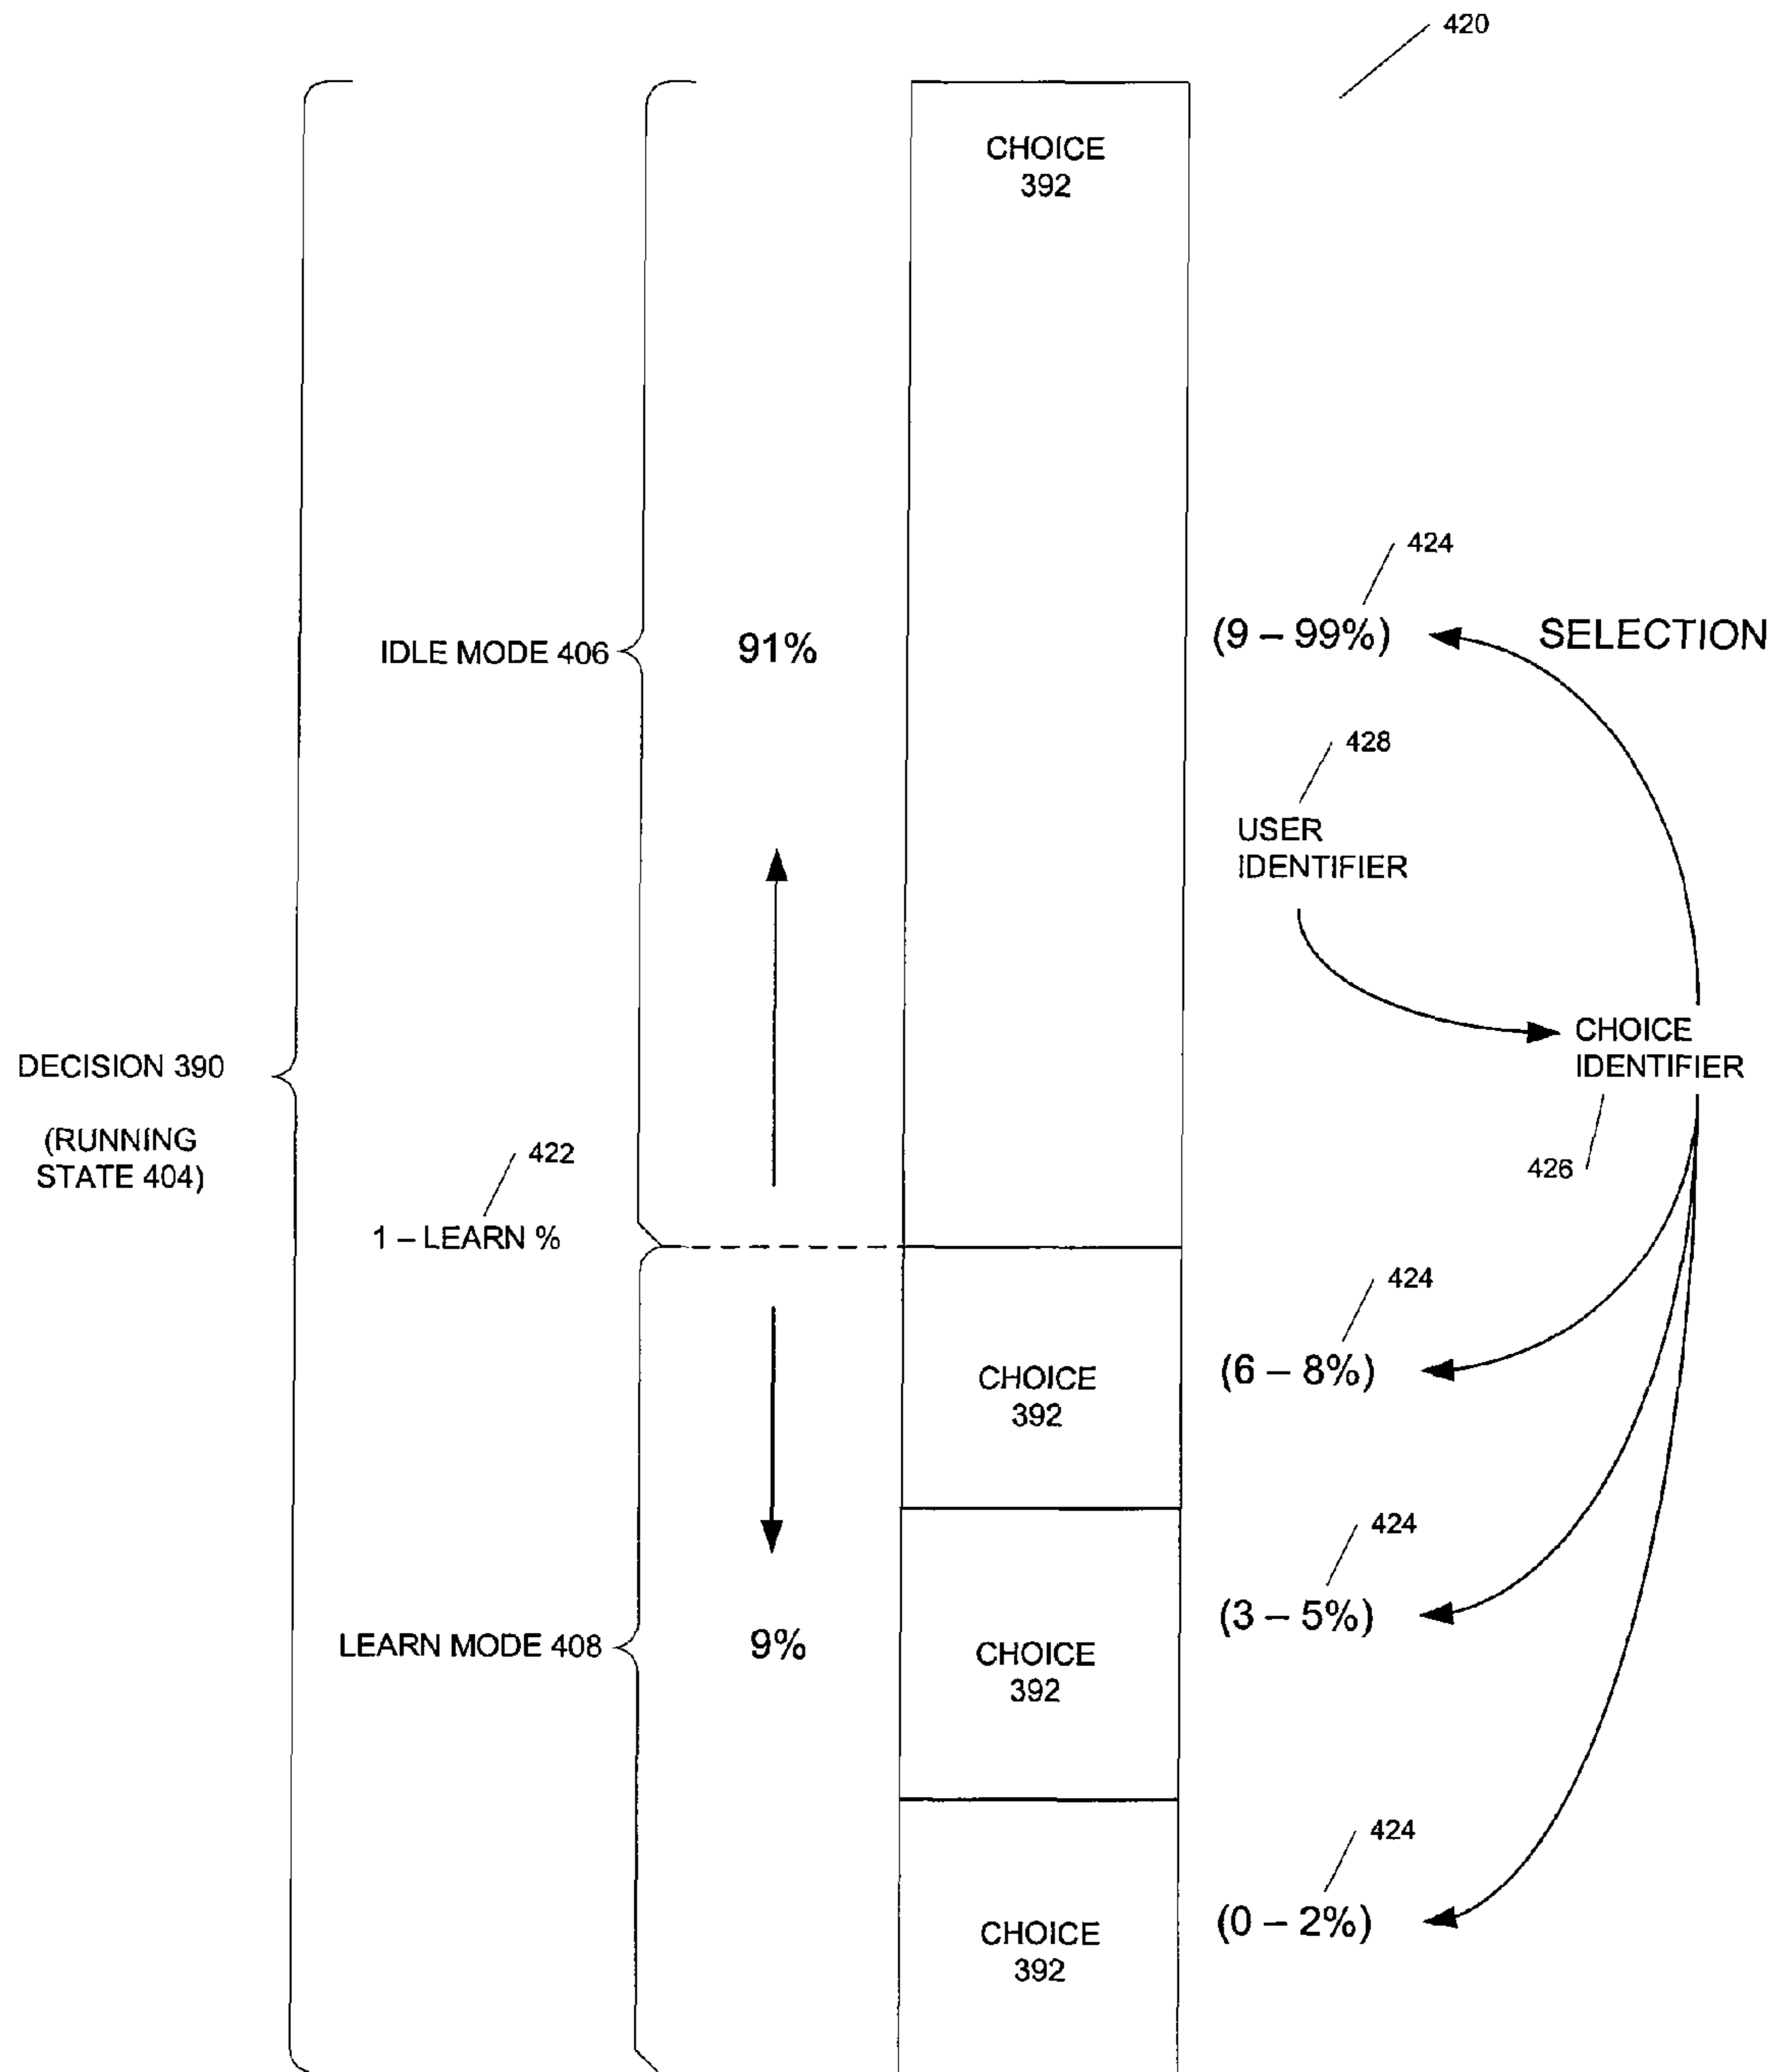 420
CHOICE
392
424
(9 – 99%)
SELECTION
IDLE MODE 406
91%
428
USER
IDENTIFIER
CHOICE
IDENTIFIER
426
DECISION 390
(RUNNING
STATE 404)
422
1 – LEARN %
424
(6 – 8%)
CHOICE
392
424
(3 – 5%)
LEARN MODE 408
9%
CHOICE
392
424
(0 – 2%)
CHOICE
392